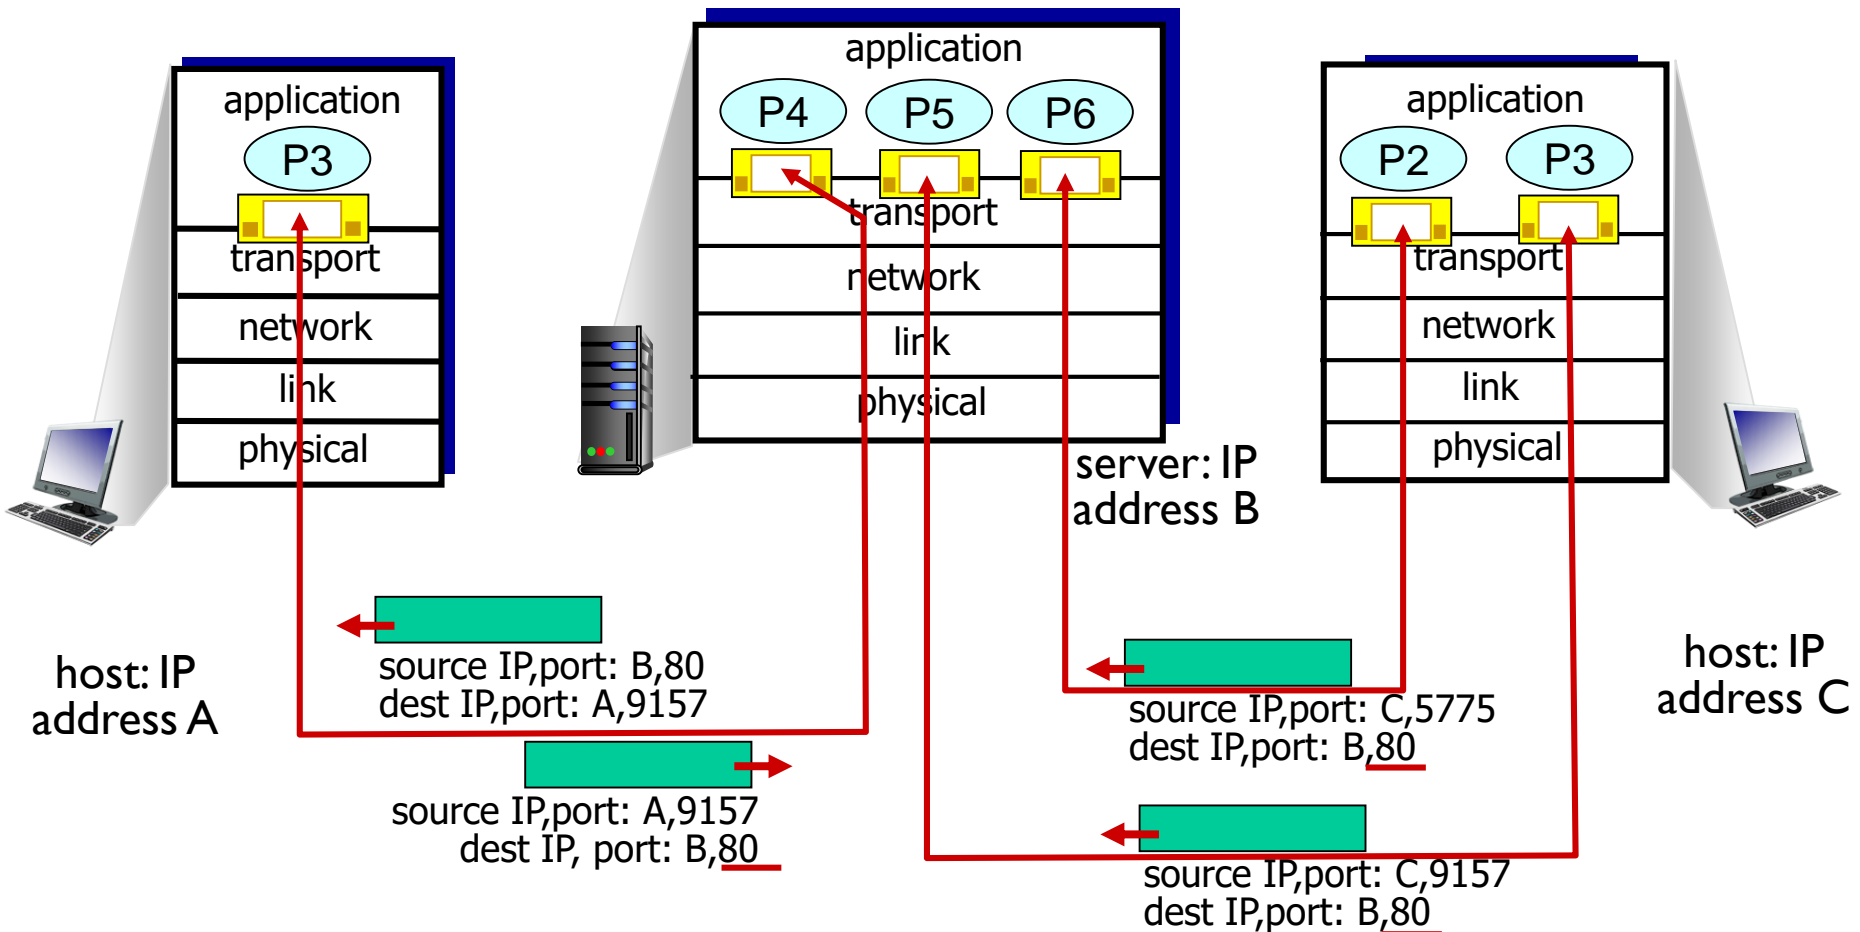 application
P3
transport
network
link
physical
host: IP
address A
application
P4
P5
P6
transport
network
link
physical
server: IP
address B
application
P2
P3
transport
network
link
physical
host: IP
address C
source IP,port: B,80
dest IP,port: A,9157
source IP,port: A,9157
dest IP, port: B,80
source IP,port: C,5775
dest IP,port: B,80
source IP,port: C,9157
dest IP,port: B,80